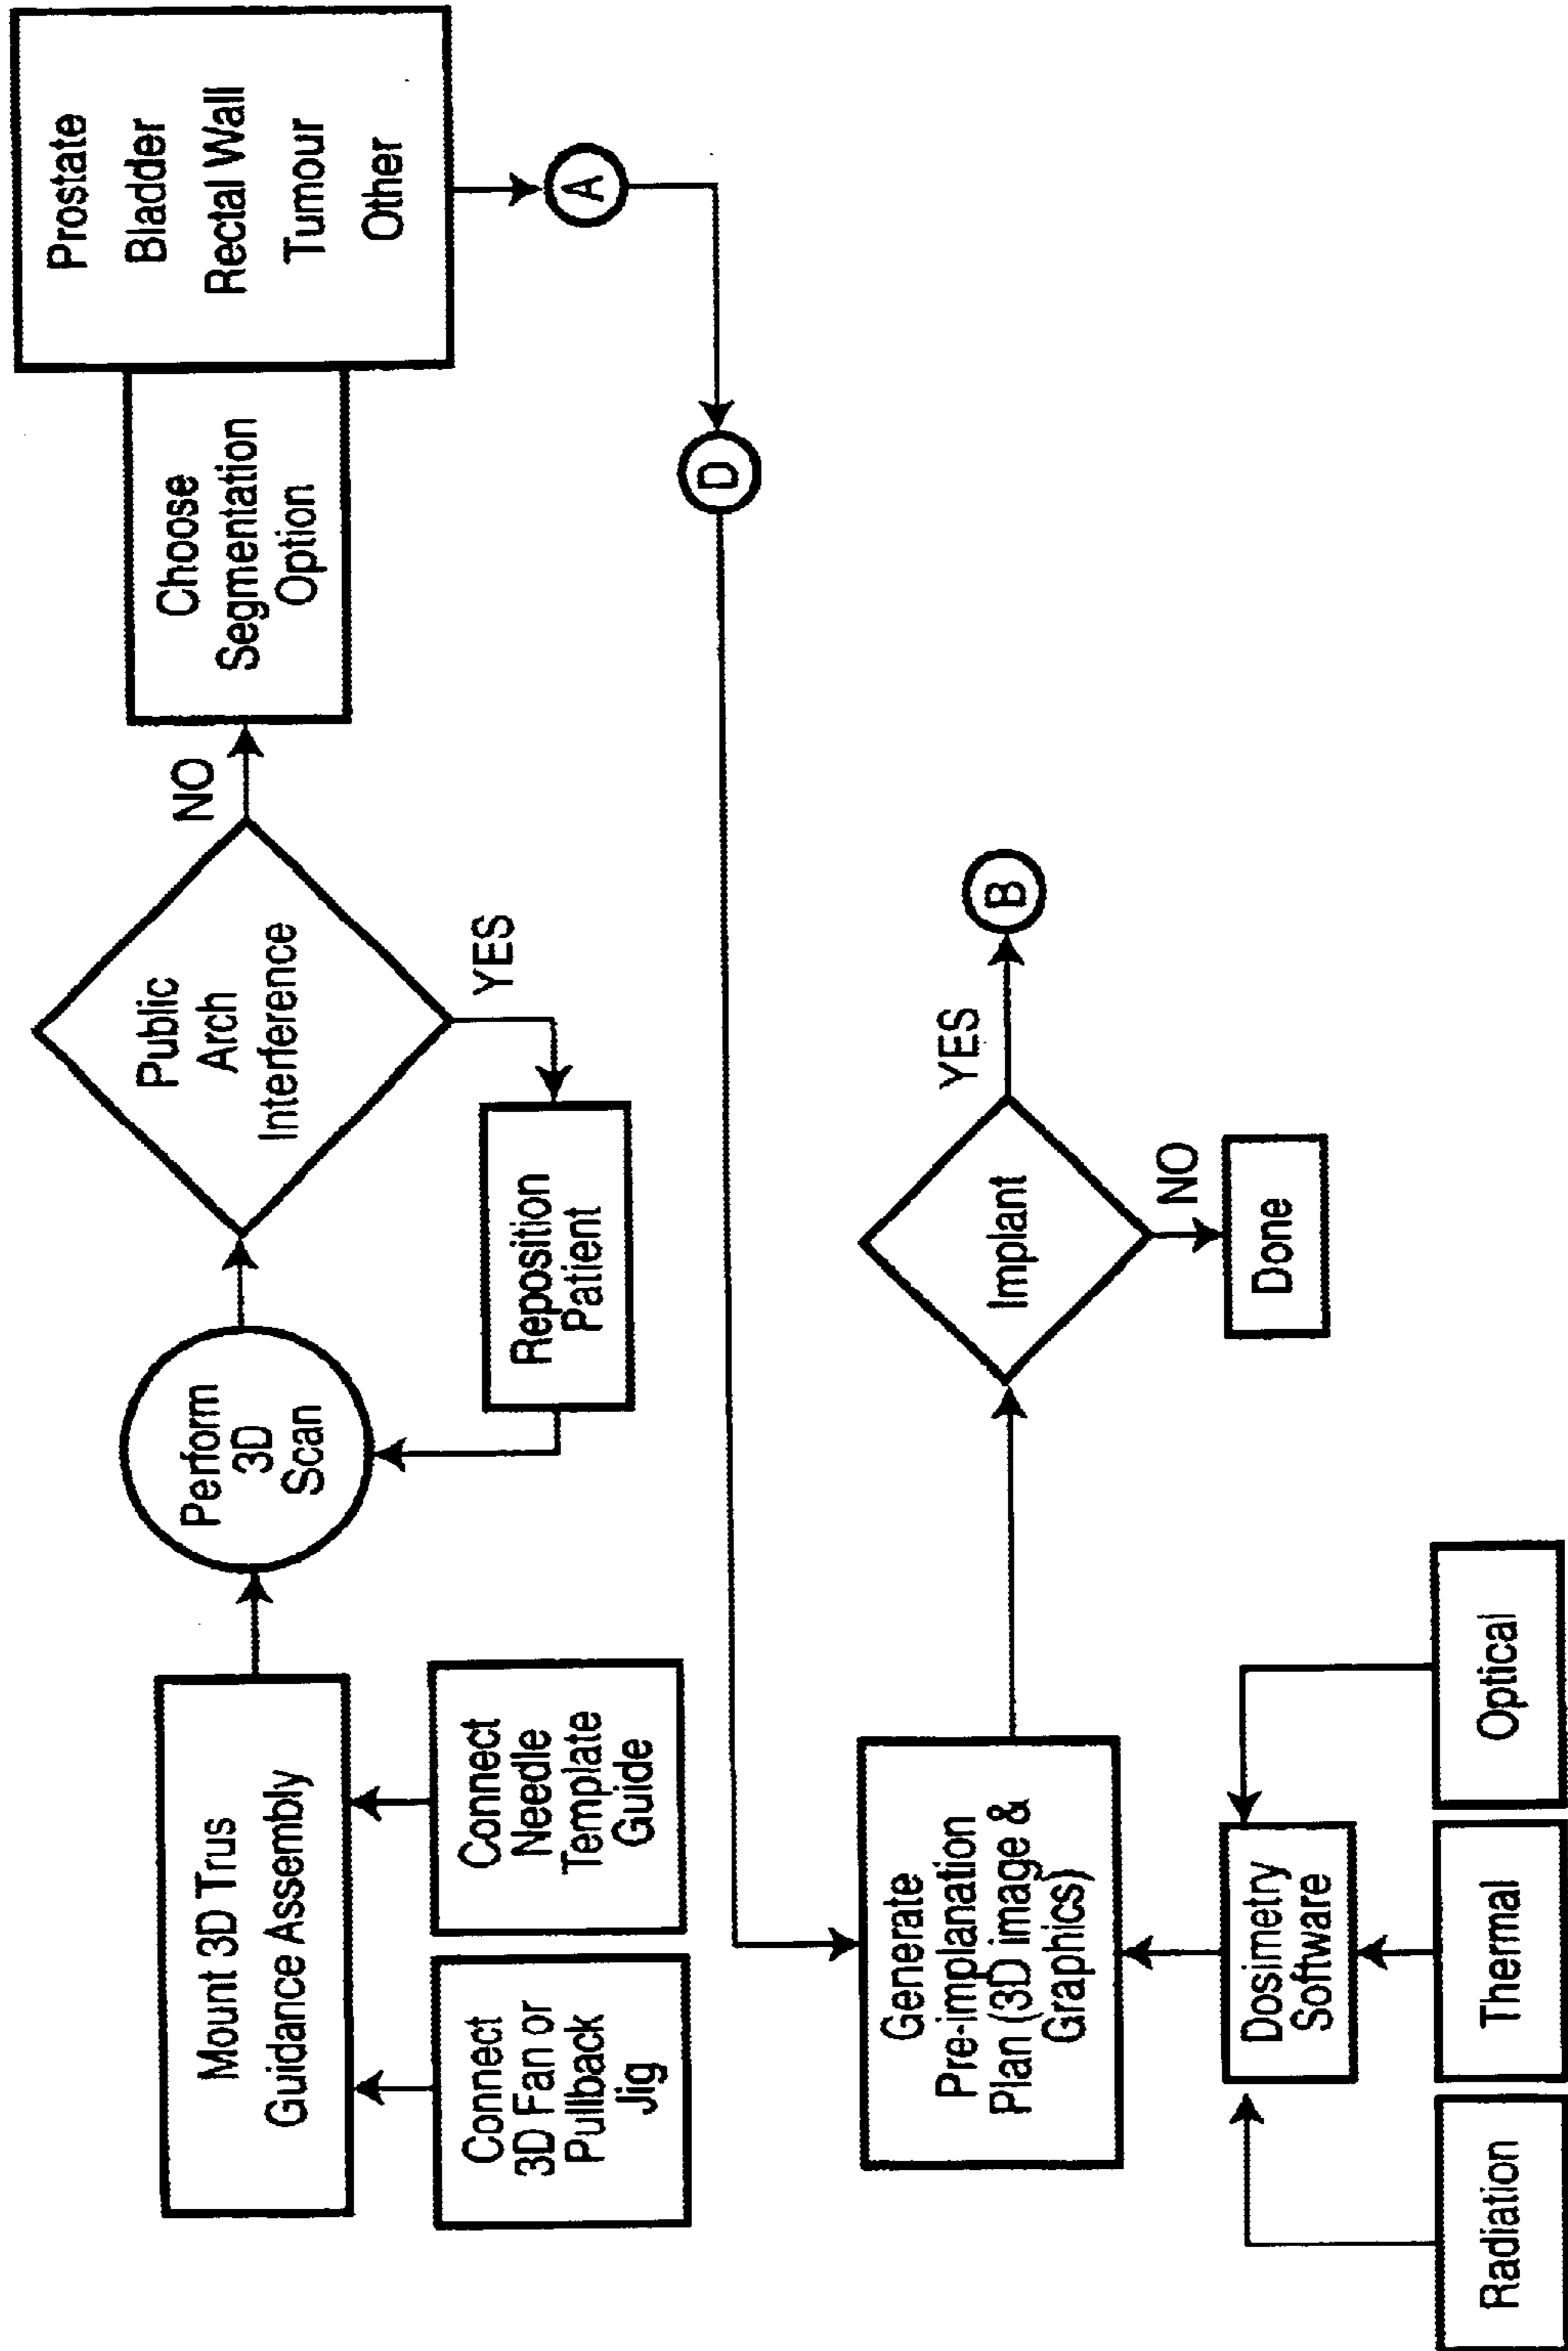 Mount 3D Trus
Guidance Assembly
Connect
3D Fan or
Pullback
Jig
Connect
Needle
Template
Guide
Perform
3D
Scan
Public
Arch
Interference
YES
NO
Reposition
Patient
Choose
Segmentation
Option
Prostate
Bladder
Rectal Wall
Tumour
Other
A
D
Generate
Pre-implanation
Plan (3D image &
Graphics)
Dosimetry
Software
Radiation
Thermal
Optical
Implant
YES
B
NO
Done